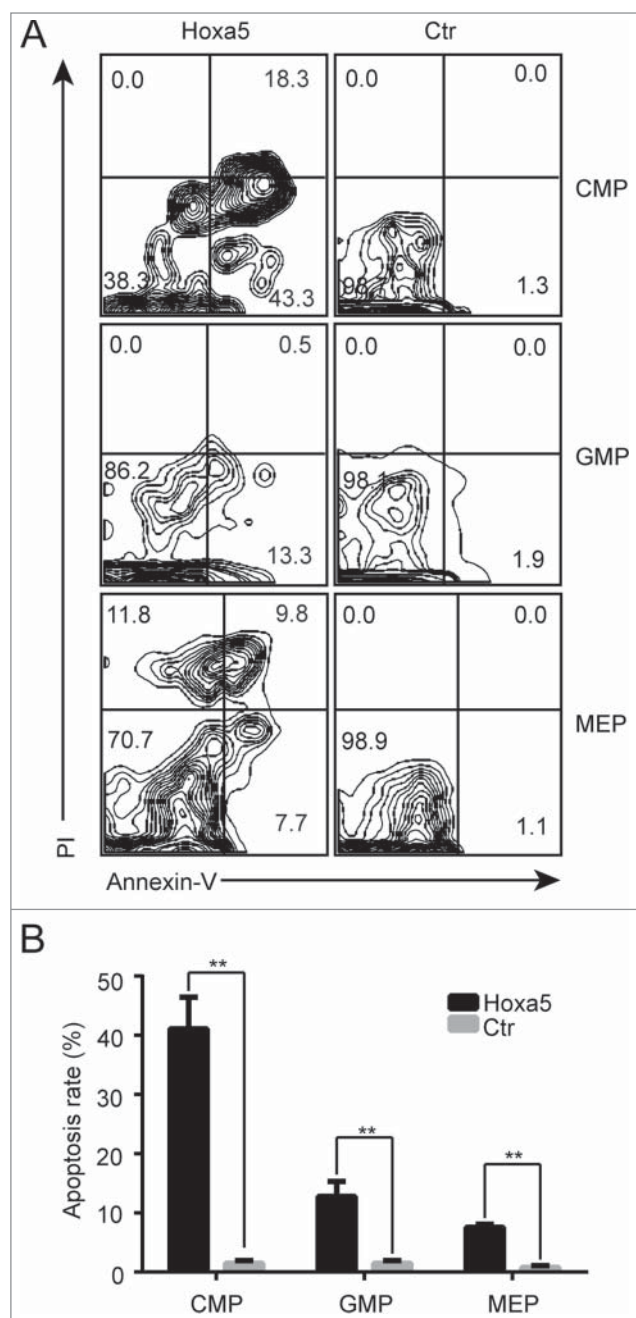 A
Hoxa5 Ctr
0.0 18.3 0.0 0.0
CMP
38.3 43.3 1.3
0.0 0.5 0.0 0.0
GMP
86.2 98.1
13.3 1.9
11.8 9.8 0.0 0.0
MEP
70.7 98.9
7.7 1.1
PI
Annexin-V
B
**
50
Hoxa5
Ctr
40
30
**
20
**
10
0
Apoptosis rate (%)
CMP GMP MEP